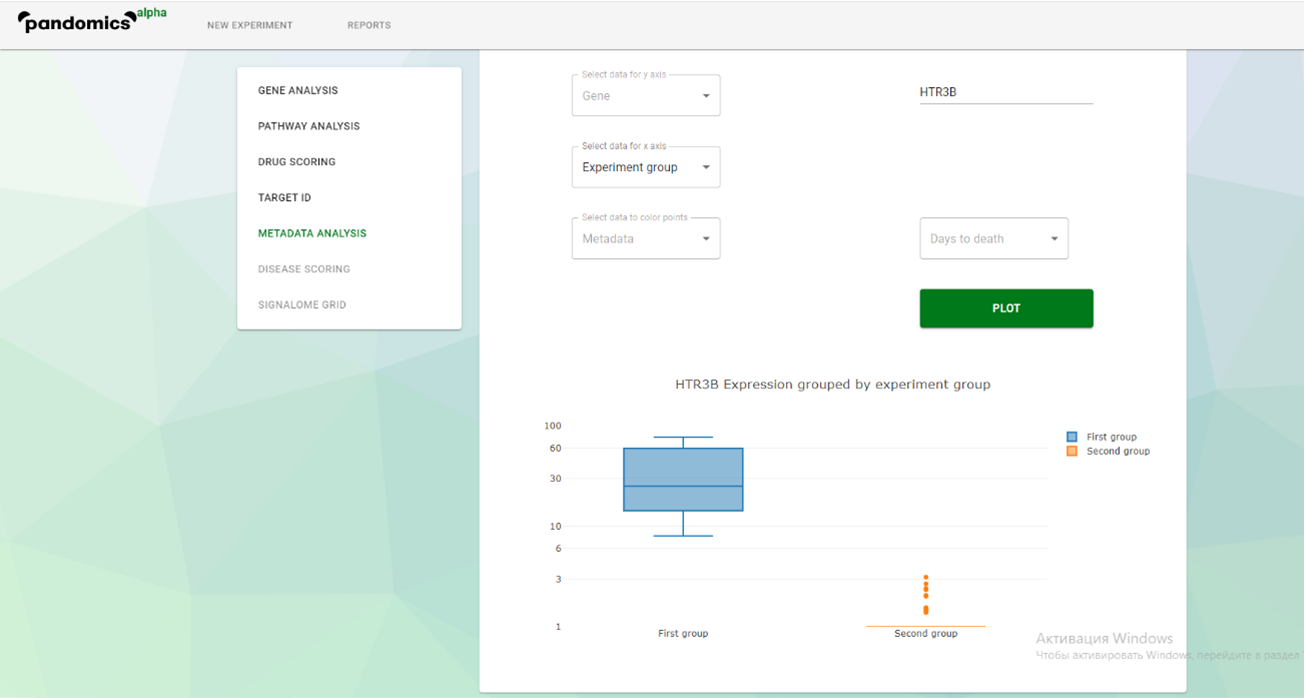 pandomics alpha
NEW EXPERIMENT
REPORTS
GENE ANALYSIS
PATHWAY ANALYSIS
DRUG SCORING
TARGET ID
METADATA ANALYSIS
DISEASE SCORING
SIGNALOME GRID
Select data for y axis
Gene
HTR3B
Select data for x axis
Experiment group
Select data to color points
Metadata
Days to death
PLOT
HTR3B Expression grouped by experiment group
100
60
30
10
6
3
1
First group
Second group
First group
Second group
Активация Windows
Чтобы активировать Windows, перейдите в раздел